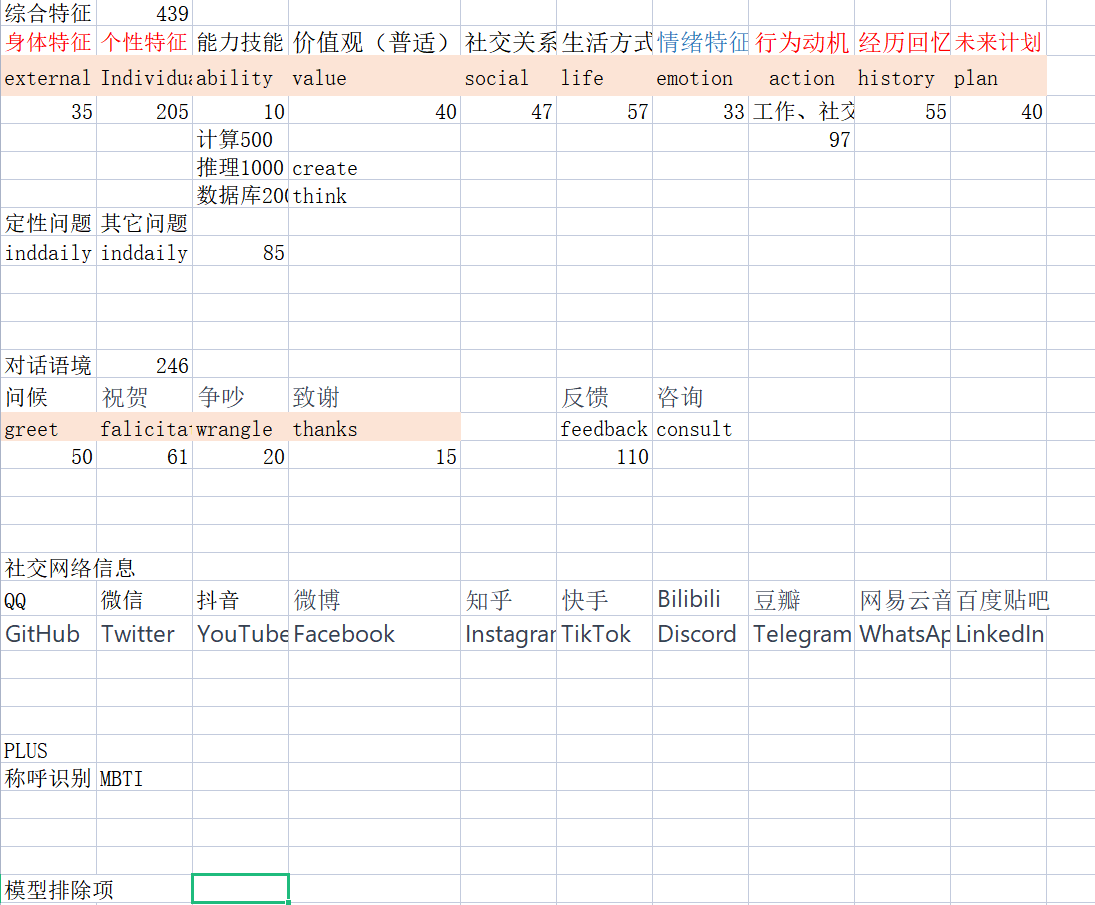 综合特征 439
身体特征 个性特征 能力技能 价值观（普适） 社交关系 生活方式 情绪特征 行为动机 经历回忆 未来计划
external Individua ability value social life emotion action history plan
35 205 10 40 47 57 33 工作、社交 55 40
计算500 97
推理1000 create
数据库200 think
定性问题 其它问题
inddaily inddaily 85
对话语境 246
问候 祝贺 争吵 致谢 反馈 咨询
greet falicitat wrangle thanks feedback consult
50 61 20 15 110
社交网络信息
QQ 微信 抖音 微博 知乎 快手 Bilibili 豆瓣 网易云音 百度贴吧
GitHub Twitter YouTube Facebook Instagram TikTok Discord Telegram WhatsAp LinkedIn
PLUS
称呼识别 MBTI
模型排除项